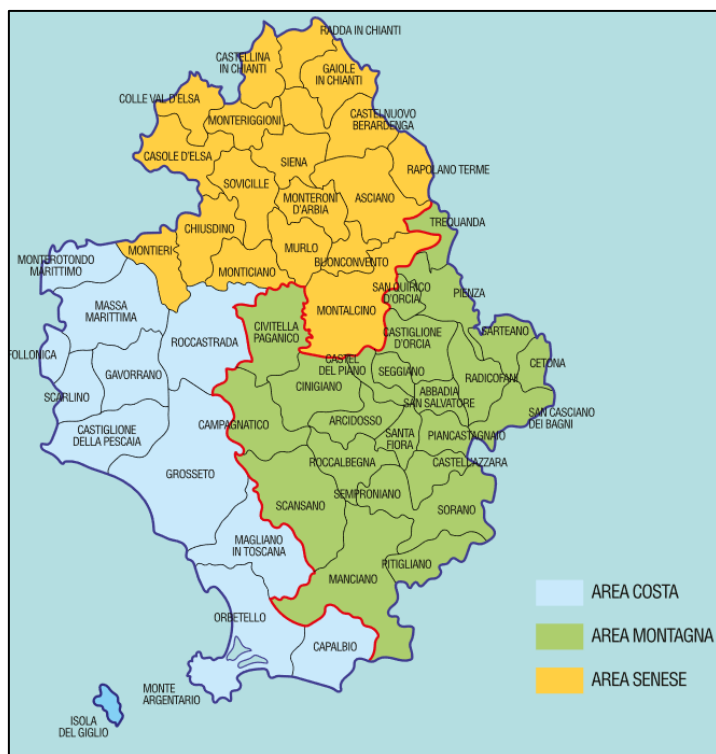 RADDA IN CHIANTI
CASTELLINA
IN CHIANTI
GAIOLE
IN CHIANTI
COLLE VAL D'ELSA
MONTERIGGIONI
CASTELNUOVO
BERARDENGA
CASOLE D'ELSA
SIENA
RAPOLANO TERME
SOVICILLE
MONTERONI
D'ARBIA
ASCIANO
TREQUANDA
CHIUSDINO
MONTIERI
MURLO
BUONCONVENTO
MONTEROTONDO
MARITTIMO
MONTICIANO
SAN QUIRICO
D'ORCIA
PIENZA
MASSA
MARITTIMA
MONTALCINO
CIVITELLA
PAGANICO
CASTIGLIONE
D'ORCIA
SARTEANO
ROCCASTRADA
FOLLONICA
CASTEL
DEL PIANO
SEGGIANO
CETONA
GAVORRANO
CINIGIANO
RADICOFANI
SCARLINO
ABBADIA
SAN SALVATORE
SAN CASCIANO
DEI BAGNI
CASTIGLIONE
DELLA PESCAIA
CAMPAGNATICO
ARCIDOSSO
SANTA
FIORA
PIANCASTAGNAIO
ROCCALBEGNA
CASTELL'AZZARA
GROSSETO
SEMPRONIANO
SCANSANO
SORANO
MAGLIANO
IN TOSCANA
PITIGLIANO
MANCIANO
ORBETELLO
CAPALBIO
MONTE
ARGENTARIO
ISOLA
DEL GIGLIO
AREA COSTA
AREA MONTAGNA
AREA SENESE